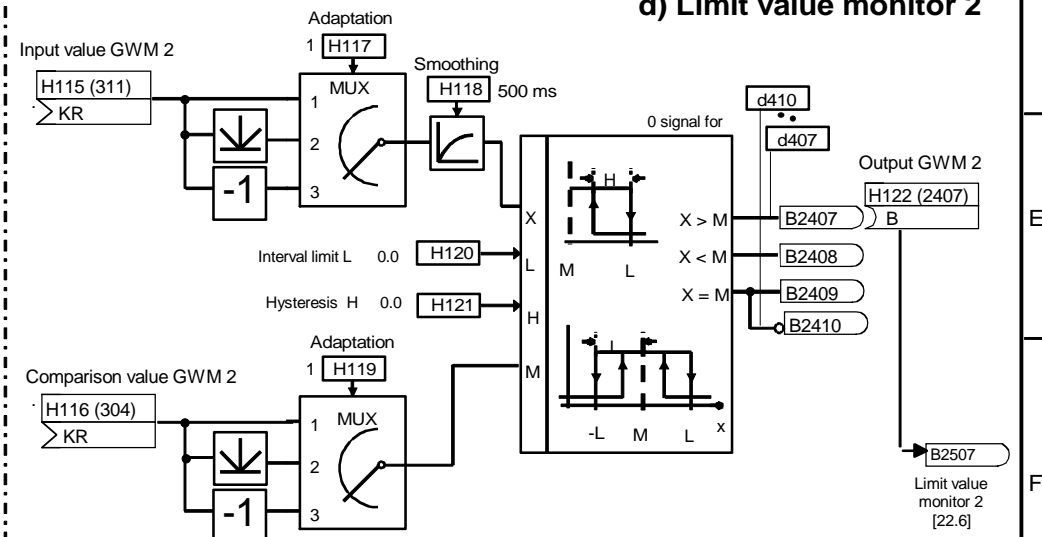 d) Limit value monitor 2
Adaptation
1 H117
Input value GWM 2
H115 (311)
KR
MUX
1
2
3
-1
Smoothing
H118 500 ms
0 signal for
d410
d407
Output GWM 2
H122 (2407)
B
E
X
L
H
M
H
M L
X > M B2407
X < M B2408
X = M B2409
B2410
Interval limit L 0.0 H120
Hysteresis H 0.0 H121
L
-L M L x
Adaptation
1 H119
Comparison value GWM 2
H116 (304)
KR
MUX
1
2
3
-1
B2507
Limit value
monitor 2
[22.6]
F